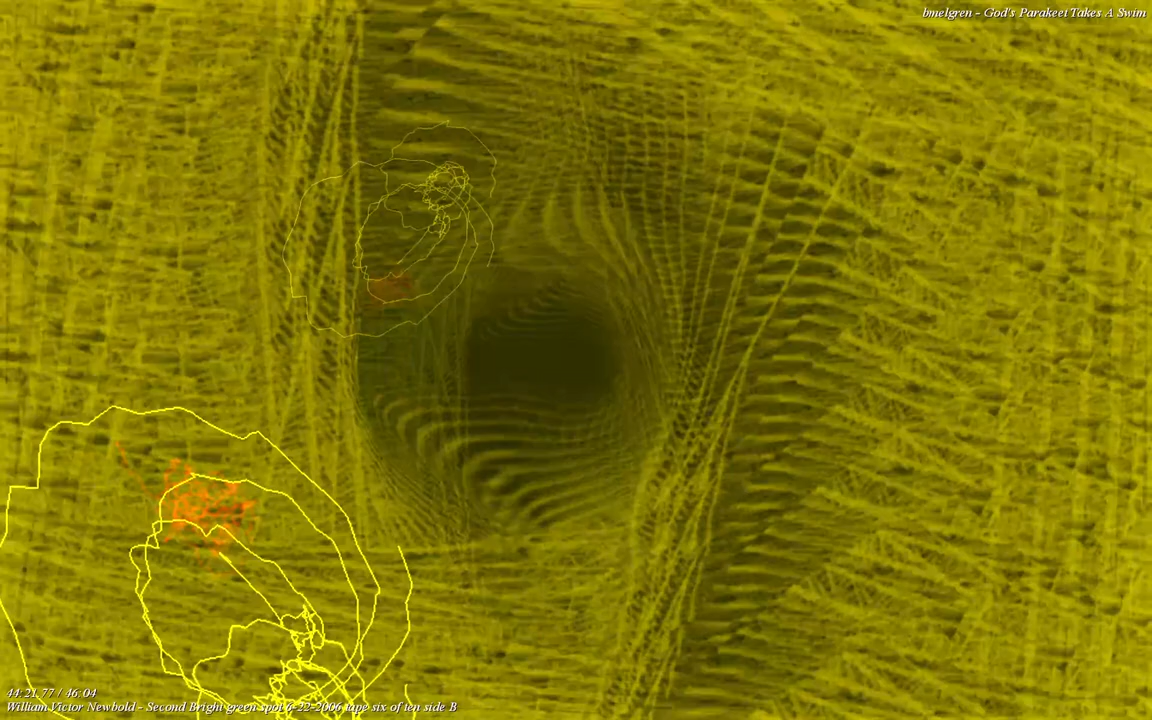 bmelgren - God's Parakeet Takes A Swim
44:21.77 / 46:04
William Victor Newbold - Second Bright green spot 6-22-2006 tape six of ten side B